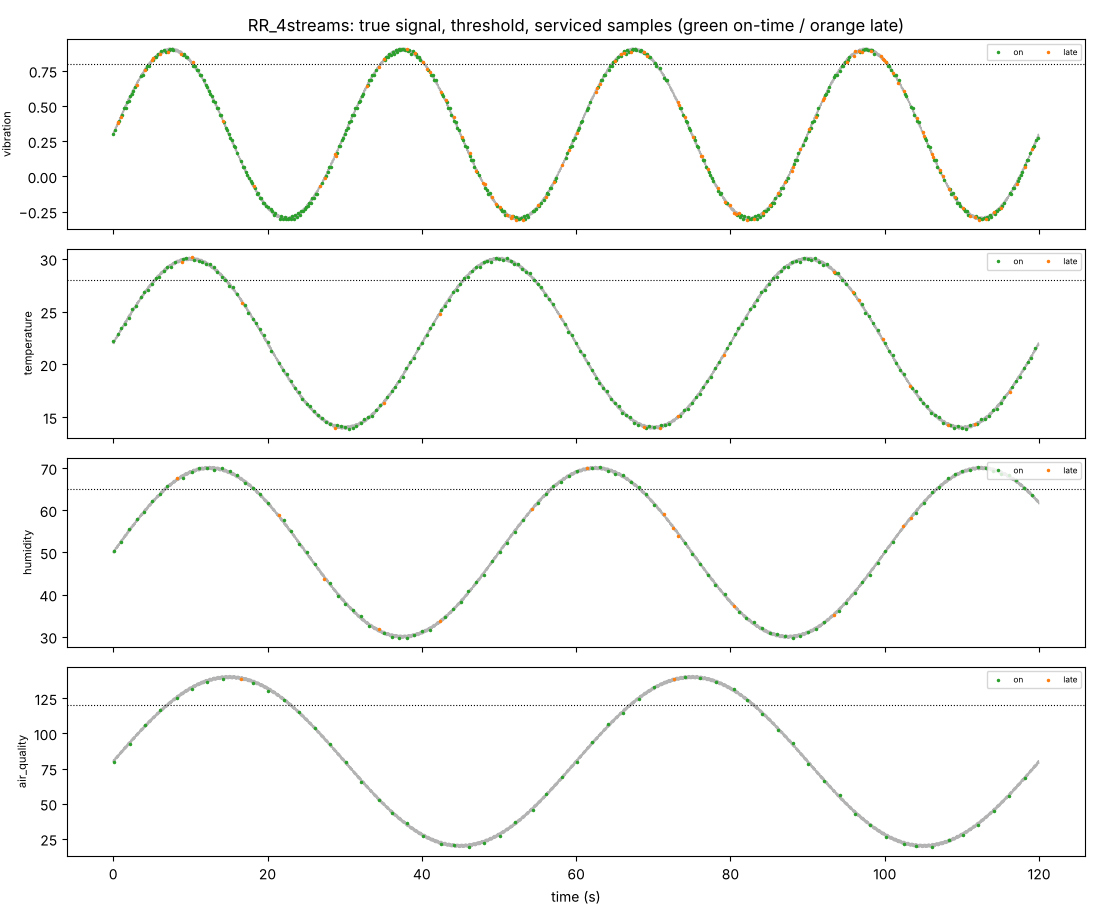 RR_4streams: true signal, threshold, serviced samples (green on-time / orange late)
vibration
0.75
0.50
0.25
0.00
−0.25
on late
temperature
30
25
20
15
on late
humidity
70
60
50
40
30
on late
air_quality
125
100
75
50
25
on late
0 20 40 60 80 100 120
time (s)